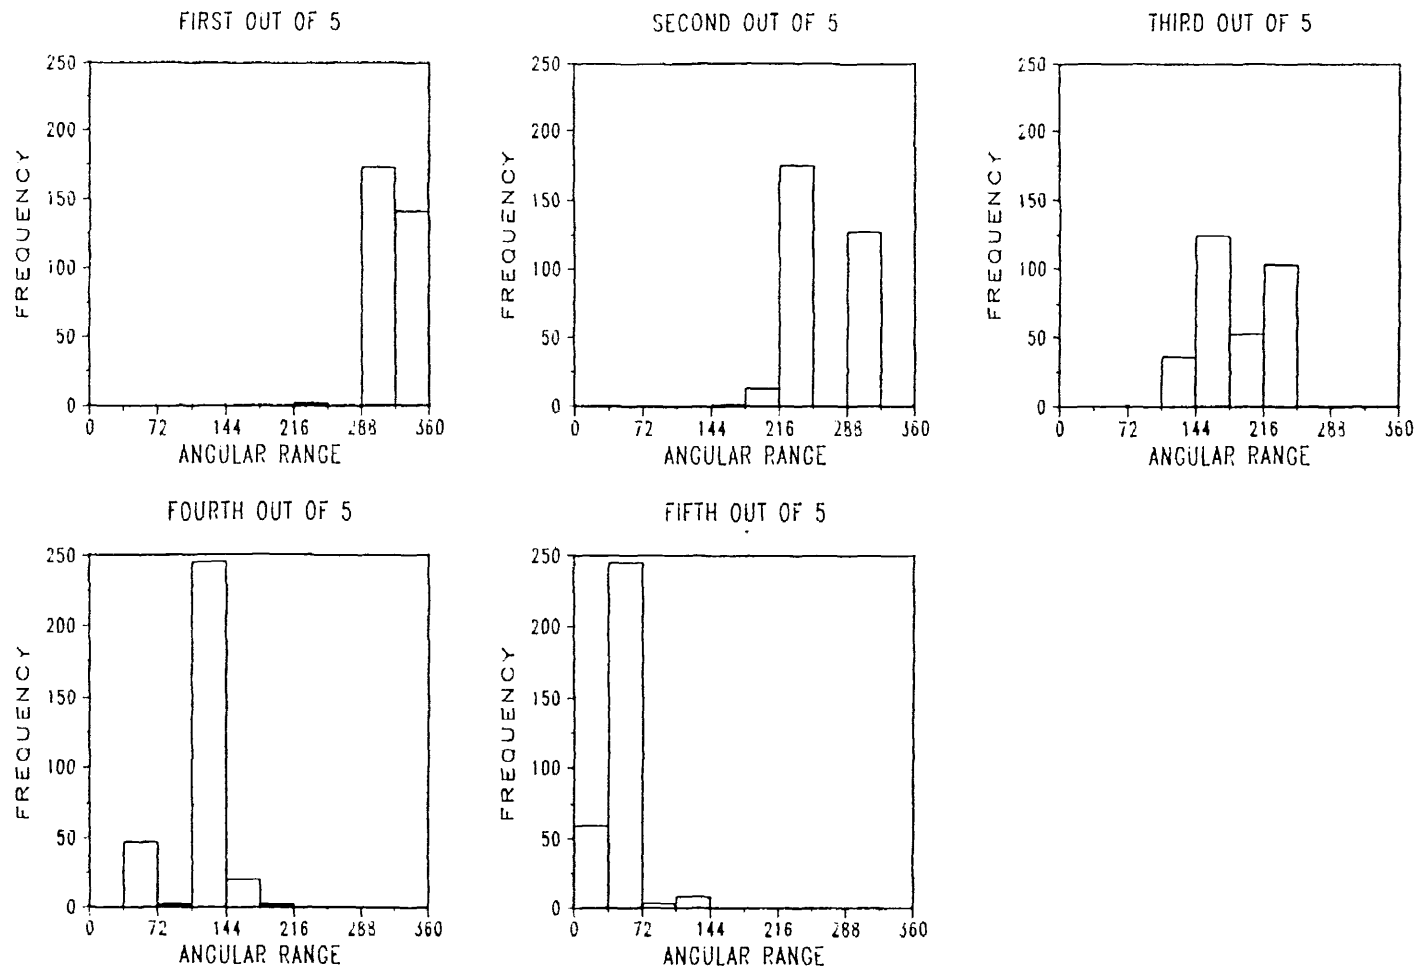 FIRST OUT OF 5
SECOND OUT OF 5
THIRD OUT OF 5
250
200
150
100
50
0
FREQUENCY
0 72 144 216 288 360
ANGULAR RANGE
250
200
150
100
50
0
FREQUENCY
0 72 144 216 288 360
ANGULAR RANGE
250
200
150
100
50
0
FREQUENCY
0 72 144 216 288 360
ANGULAR RANGE
FOURTH OUT OF 5
FIFTH OUT OF 5
250
200
150
100
50
0
FREQUENCY
0 72 144 216 288 360
ANGULAR RANGE
250
200
150
100
50
0
FREQUENCY
0 72 144 216 288 360
ANGULAR RANGE